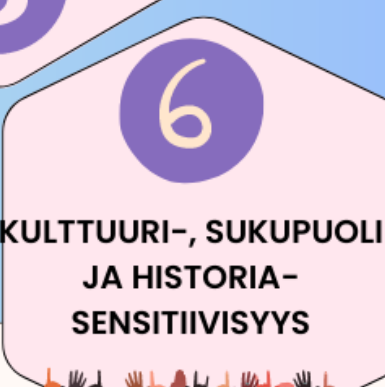 6
KULTTUURI-, SUKUPUOLI
JA HISTORIA-
SENSITIIVISYYS